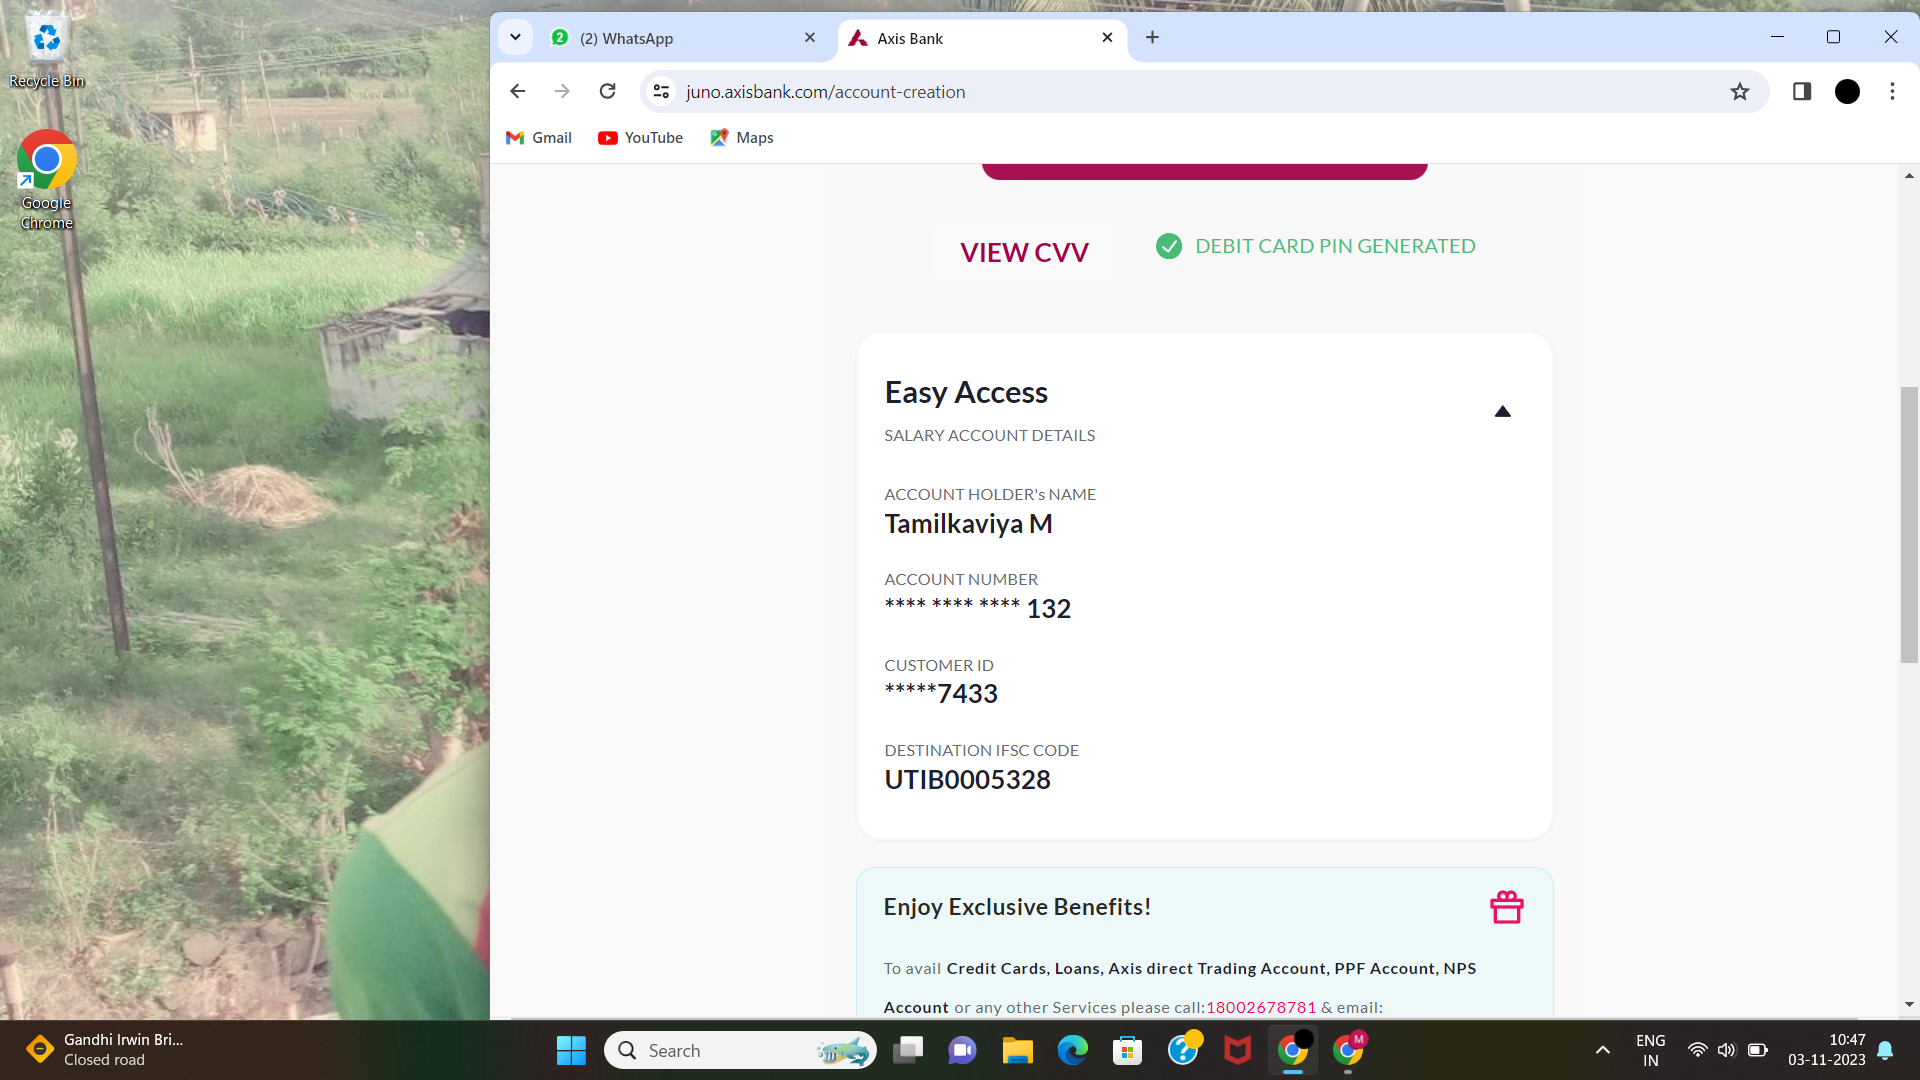 Recycle Bin
Google
Chrome
(2) WhatsApp
Axis Bank
juno.axisbank.com/account-creation
Gmail
YouTube
Maps
VIEW CVV
DEBIT CARD PIN GENERATED
Easy Access
SALARY ACCOUNT DETAILS
ACCOUNT HOLDER's NAME
Tamilkaviya M
ACCOUNT NUMBER
**** **** **** 132
CUSTOMER ID
*****7433
DESTINATION IFSC CODE
UTIB0005328
Enjoy Exclusive Benefits!
To avail Credit Cards, Loans, Axis direct Trading Account, PPF Account, NPS
Account or any other Services please call:18002678781 & email:
Gandhi Irwin Bri...
Closed road
Search
M
ENG
IN
10:47
03-11-2023